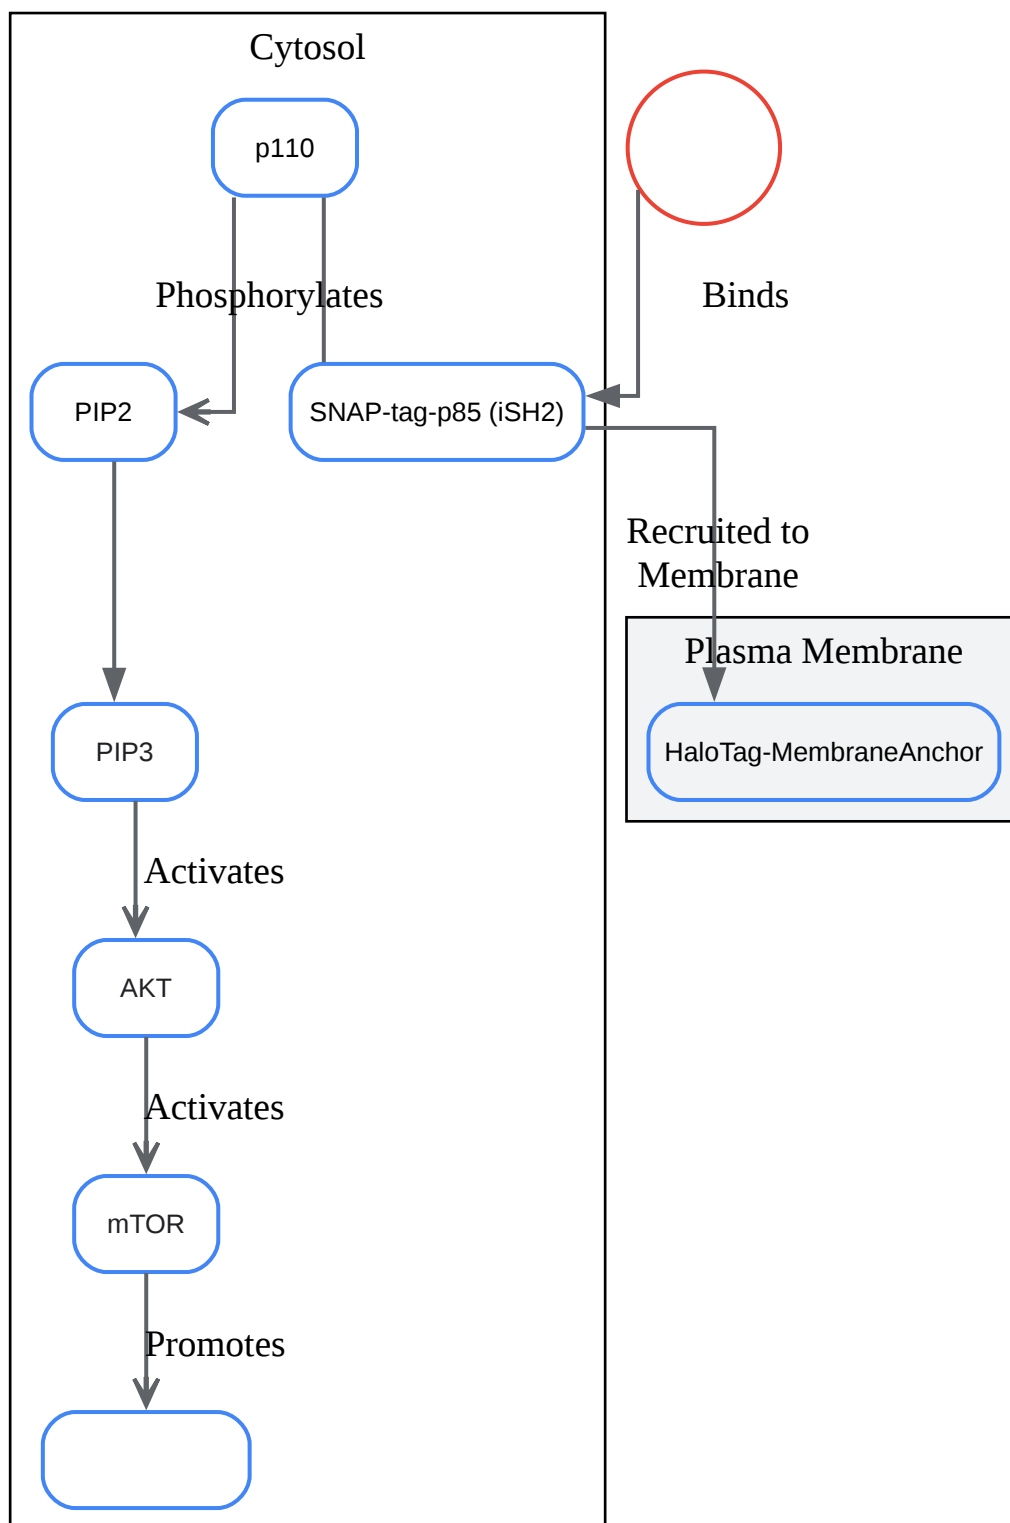 Cytosol
p110
Phosphorylates
Binds
PIP2
SNAP-tag-p85 (iSH2)
Recruited to
Membrane
Plasma Membrane
PIP3
HaloTag-MembraneAnchor
Activates
AKT
Activates
mTOR
Promotes